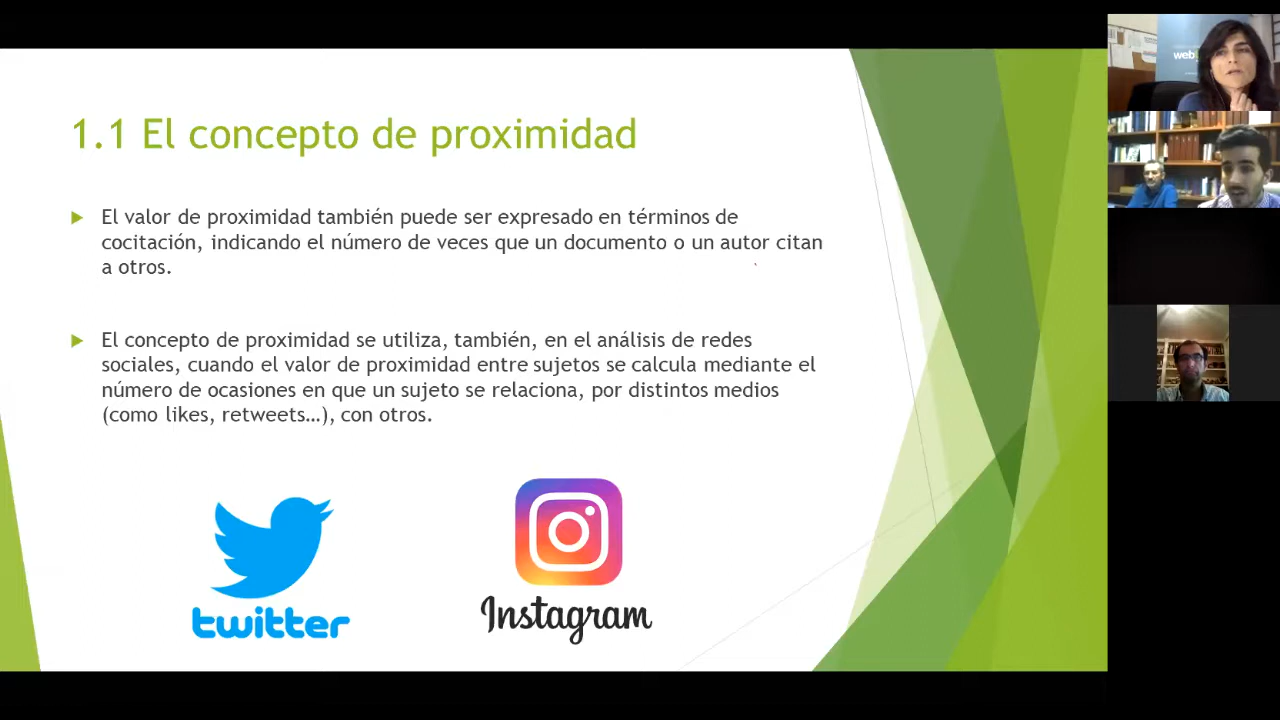 1.1 El concepto de proximidad
El valor de proximidad también puede ser expresado en términos de
cocitación, indicando el número de veces que un documento o un autor citan
a otros.
El concepto de proximidad se utiliza, también, en el análisis de redes
sociales, cuando el valor de proximidad entre sujetos se calcula mediante el
número de ocasiones en que un sujeto se relaciona, por distintos medios
(como likes, retweets…), con otros.
twitter
Instagram
web